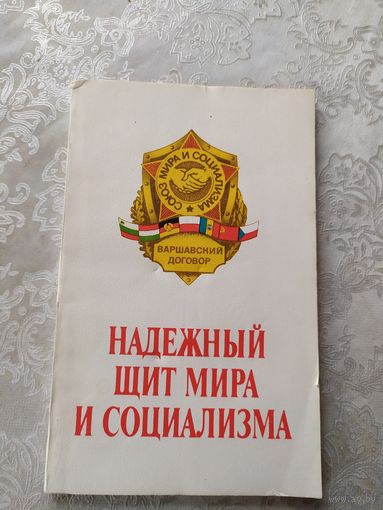 СОЮЗ МИРА И СОЦИАЛИЗМА
ВАРШАВСКИЙ
ДОГОВОР
НАДЕЖНЫЙ
ЩИТ МИРА
И СОЦИАЛИЗМА